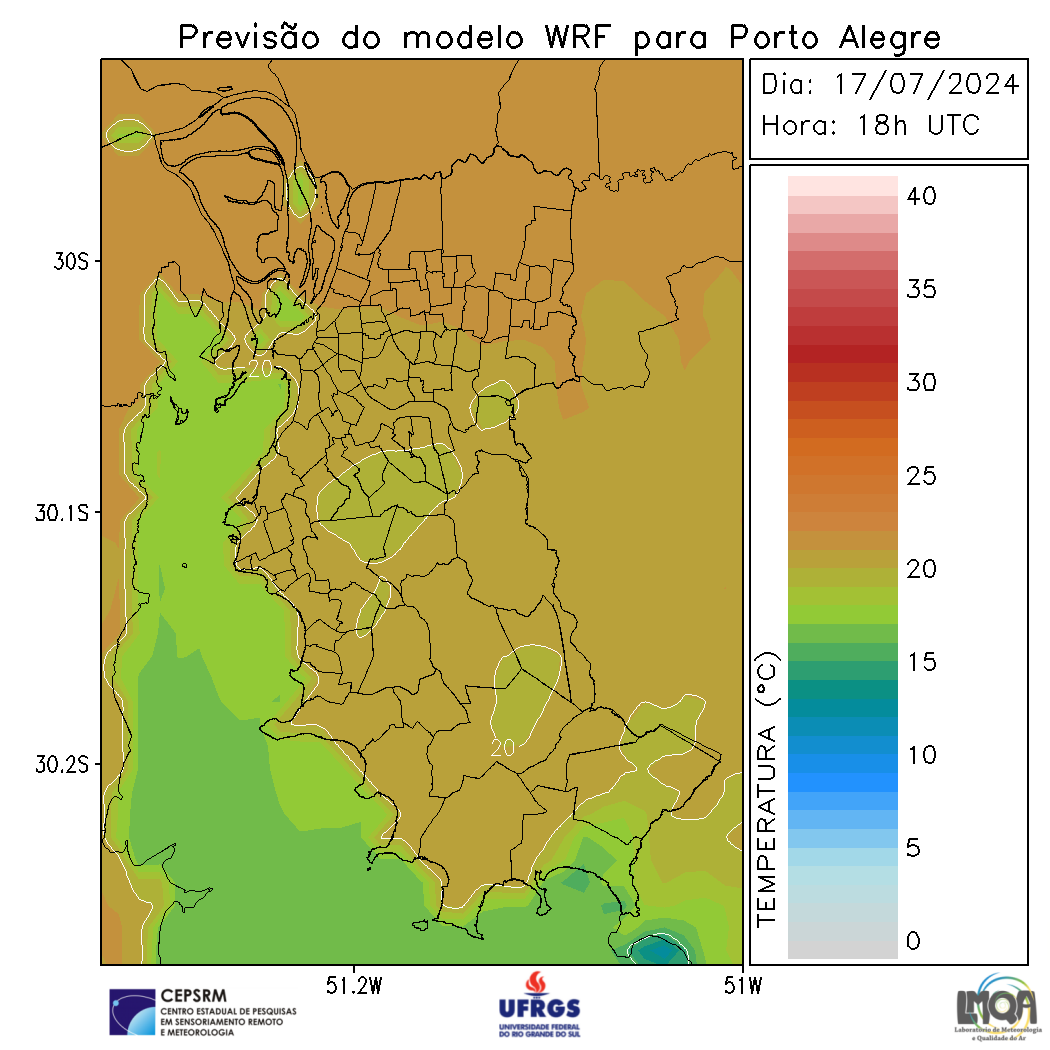 Previsão do modelo WRF para Porto Alegre
Dia: 17/07/2024
Hora: 18h UTC
30S
30.1S
30.2S
51.2W
51W
20
20
TEMPERATURA (°C)
40
35
30
25
20
15
10
5
0
CEPSRM
CENTRO ESTADUAL DE PESQUISAS
EM SENSORIAMENTO REMOTO
E METEOROLOGIA
UFRGS
UNIVERSIDADE FEDERAL
DO RIO GRANDE DO SUL
LMQA
Laboratório de Meteorologia
e Qualidade do Ar